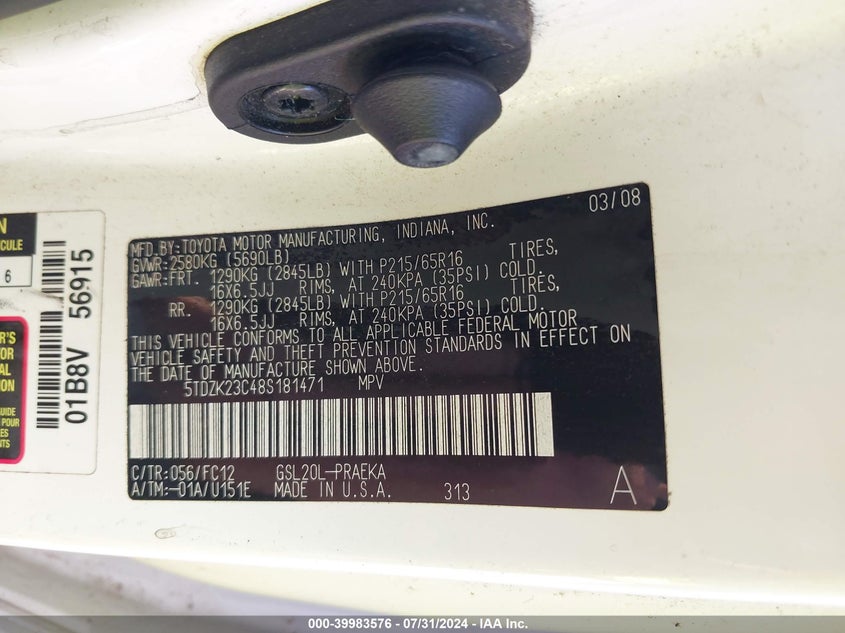 03/08
MFD.BY:TOYOTA MOTOR MANUFACTURING, INDIANA, INC.
GVWR:2580KG (5690LB)
GAWR:FRT. 1290KG (2845LB) WITH P215/65R16 TIRES,
16X6.5JJ RIMS, AT 240KPA (35PSI) COLD.
RR. 1290KG (2845LB) WITH P215/65R16 TIRES,
16X6.5JJ RIMS, AT 240KPA (35PSI) COLD.
THIS VEHICLE CONFORMS TO ALL APPLICABLE FEDERAL MOTOR
VEHICLE SAFETY AND THEFT PREVENTION STANDARDS IN EFFECT ON
THE DATE OF MANUFACTURE SHOWN ABOVE.
5TDZK23C48S181471 MPV
C/TR: 056/FC12 GSL20L-PRAEKA
A/TM:-01A/U151E MADE IN U.S.A. 313 A
6
01B8V 56915
POUR
000-39983576 / 07/31/2024 - IAA Inc.